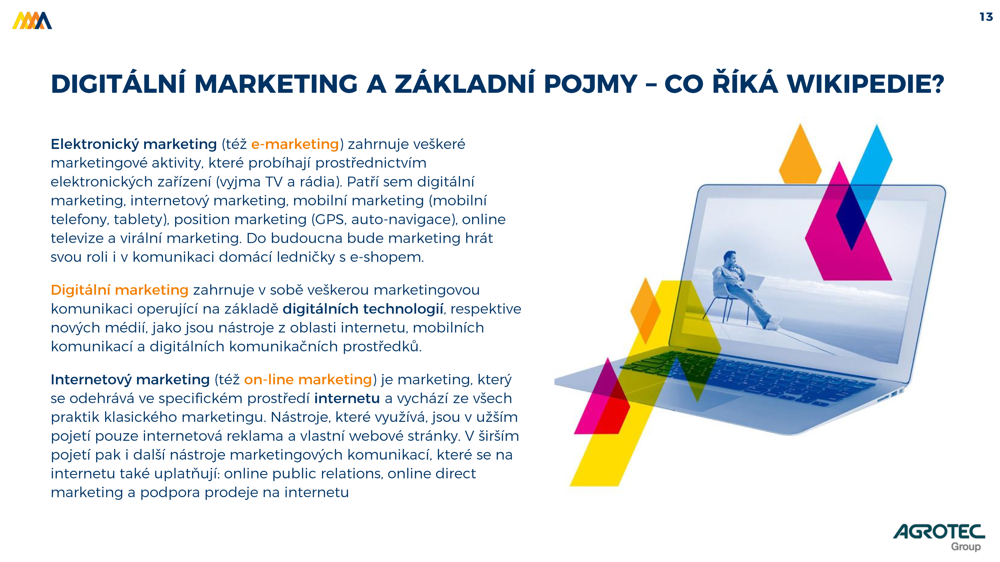 13
DIGITÁLNÍ MARKETING A ZÁKLADNÍ POJMY – CO ŘÍKÁ WIKIPEDIE?
Elektronický marketing (též e-marketing) zahrnuje veškeré
marketingové aktivity, které probíhají prostřednictvím
elektronických zařízení (vyjma TV a rádia). Patří sem digitální
marketing, internetový marketing, mobilní marketing (mobilní
telefony, tablety), position marketing (GPS, auto-navigace), online
televize a virální marketing. Do budoucna bude marketing hrát
svou roli i v komunikaci domácí ledničky s e-shopem.
Digitální marketing zahrnuje v sobě veškerou marketingovou
komunikaci operující na základě digitálních technologií, respektive
nových médií, jako jsou nástroje z oblasti internetu, mobilních
komunikací a digitálních komunikačních prostředků.
Internetový marketing (též on-line marketing) je marketing, který
se odehrává ve specifickém prostředí internetu a vychází ze všech
praktik klasického marketingu. Nástroje, které využívá, jsou v užším
pojetí pouze internetová reklama a vlastní webové stránky. V širším
pojetí pak i další nástroje marketingových komunikací, které se na
internetu také uplatňují: online public relations, online direct
marketing a podpora prodeje na internetu
AGROTEC
Group